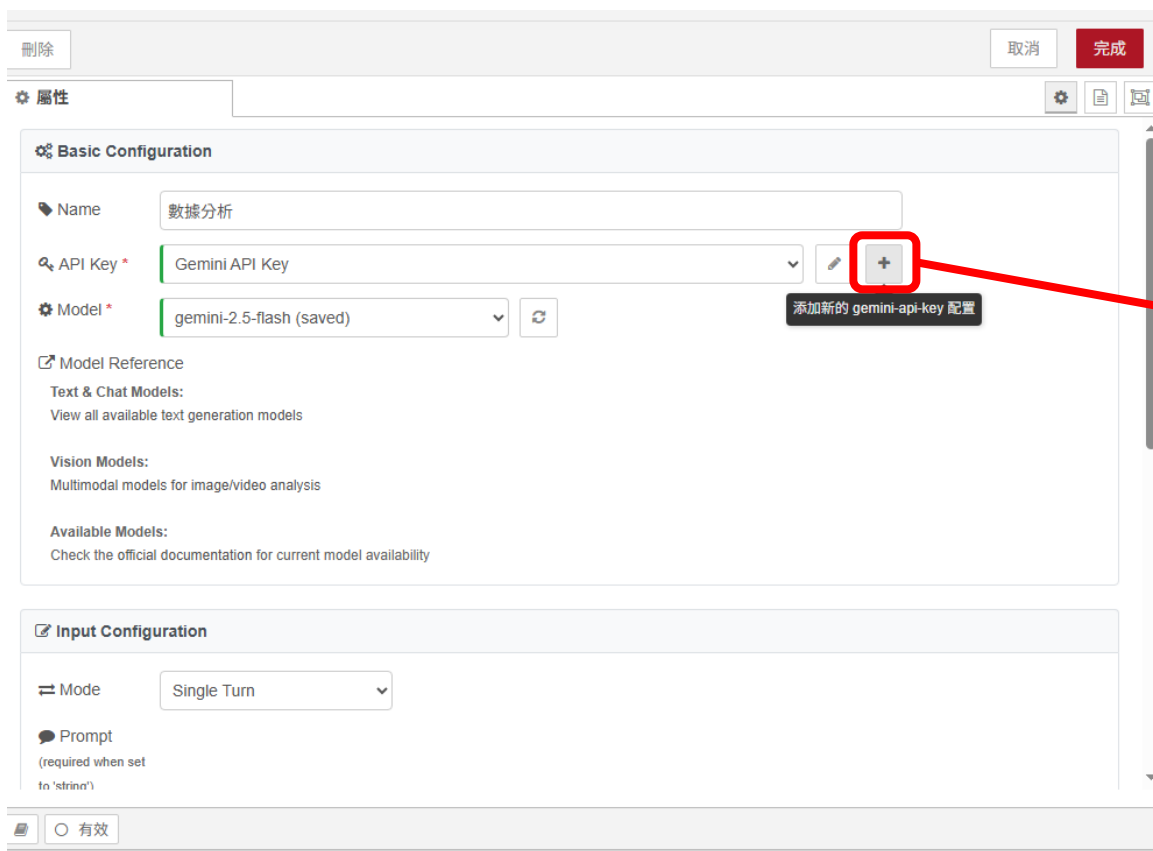 刪除
取消
完成
屬性
Basic Configuration
Name
數據分析
API Key *
Gemini API Key
添加新的 gemini-api-key 配置
Model *
gemini-2.5-flash (saved)
Model Reference
Text & Chat Models:
View all available text generation models
Vision Models:
Multimodal models for image/video analysis
Available Models:
Check the official documentation for current model availability
Input Configuration
Mode
Single Turn
Prompt
(required when set
to 'string')
有效